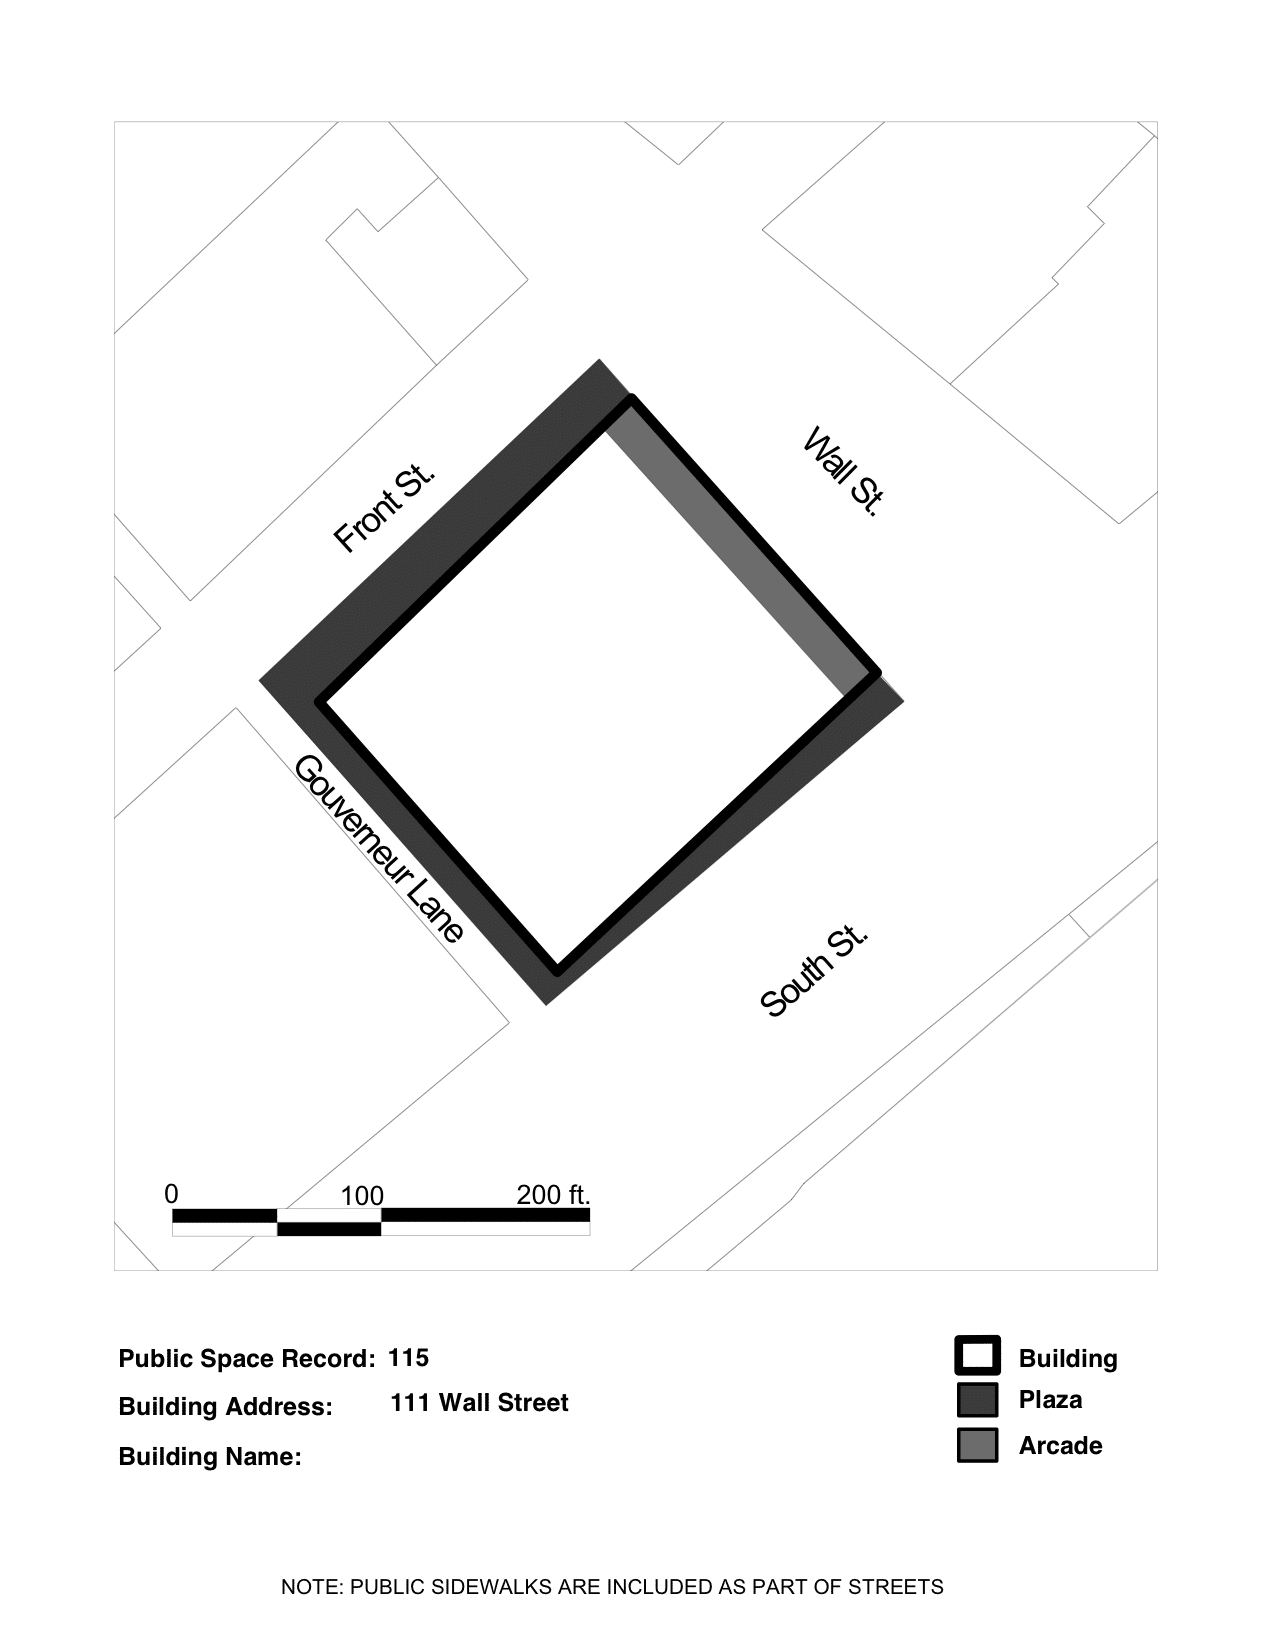 Wall St.
Front St.
Gouverneur Lane
South St.
0 100 200 ft.
Public Space Record: 115
Building Address: 111 Wall Street
Building Name:
Building
Plaza
Arcade
NOTE: PUBLIC SIDEWALKS ARE INCLUDED AS PART OF STREETS